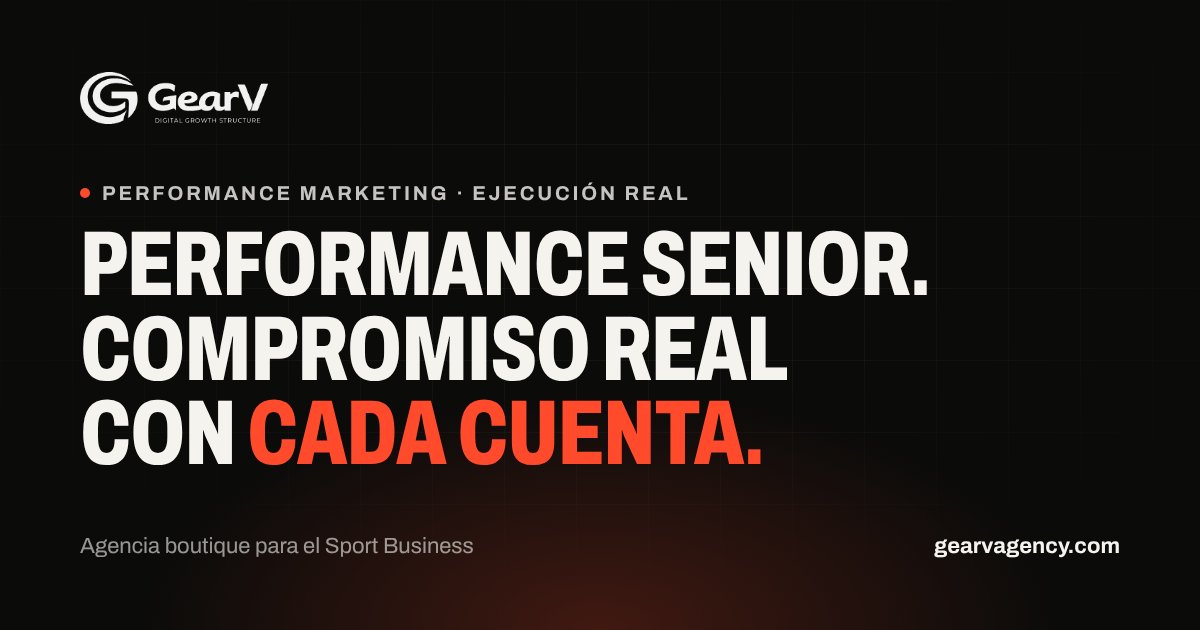 GearV
DIGITAL GROWTH STRUCTURE
PERFORMANCE MARKETING · EJECUCIÓN REAL
PERFORMANCE SENIOR.
COMPROMISO REAL
CON CADA CUENTA.
Agencia boutique para el Sport Business
gearvagency.com